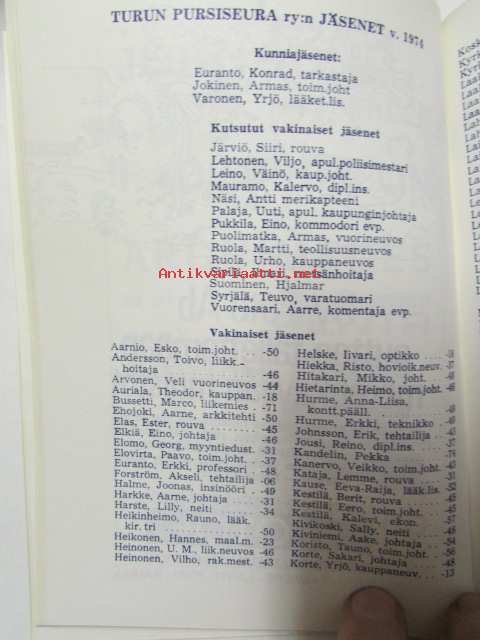 TURUN PURSISEURA ry:n JÄSENET v. 1974
Kunniajäsenet:
Euranto, Konrad, tarkastaja
Jokinen, Armas, toim.joht
Varonen, Yrjö, lääket.lis.
Kutsutut vakinaiset jäsenet
Järviö, Siiri, rouva
Lehtonen, Viljo, apul.poliisimestari
Leino, Väinö, kaup.joht.
Mauramo, Kalervo, dipl.ins.
Näsi, Antti merikapteeni
Palaja, Uuti, apul. kaupunginjohtaja
Pukkila, Eino, kommodori evp.
Puolimatka, Armas, vuorineuvos
Ruola, Martti, teollisuusneuvos
Ruola, Urho, kauppaneuvos
Antikvariaatti.net
Suominen, Hjalmar
Syrjälä, Teuvo, varatuomari
Vuorensaari, Aarre, komentaja evp.
Vakinaiset jäsenet
Aarnio, Esko, toim.joht. . . -50
Andersson, Toivo, liikk.-
hoitaja -46
Arvonen, Veli vuorineuvos -44
Auriala, Theodor, kauppan. -18
Bussetti, Marco, liikemies . -71
Ehojoki, Aarne, arkkitehti -50
Elas, Ester, rouva -45
Elkiä, Eino, johtaja -46
Elomo, Georg, myyntiedust. -31
Elovirta, Paavo, toim.joht. . -37
Euranto, Erkki, professori . -48
Forström, Akseli, tehtailija -06
Halme, Joonas, insinööri . -49
Harkke, Aarne, johtaja -31
Harste, Lilly, neiti -34
Heikinheimo, Rauno, lääk.
kir. tri -50
Heikonen, Hannes, maal.m. -23
Heinonen, U. M., liik.neuvos -46
Heinonen, Vilho, rak.mest. -43
Helske, Iivari, optikko
Hiekka, Risto, hovioik.neuv. -37
Hitakari, Mikko, joht. -46
Hietarinta, Heimo, toim.joht. -46
Hurme, Anna-Liisa,
kontt.pääll.
Hurme, Erkki, teknikko
Johnsson, Erik, tehtailija
Jousi, Reino, dipl.ins.
Kandelin, Pekka
Kanervo, Veikko, toim.joht.
Kataja, Lemme, rouva
Kause, Eeva-Raija, lääk.lis.
Kestilä, Berit, rouva
Kestilä, Eero, toim.joht.
Kestilä, Kalevi, ekon.
Kivikoski, Sally, neiti
Kiviniemi, Aake, johtaja
Koristo, Tauno, toim.joht. -56
Korte, Sakari, johtaja -48
Korte, Yrjö, kauppaneuv. -13